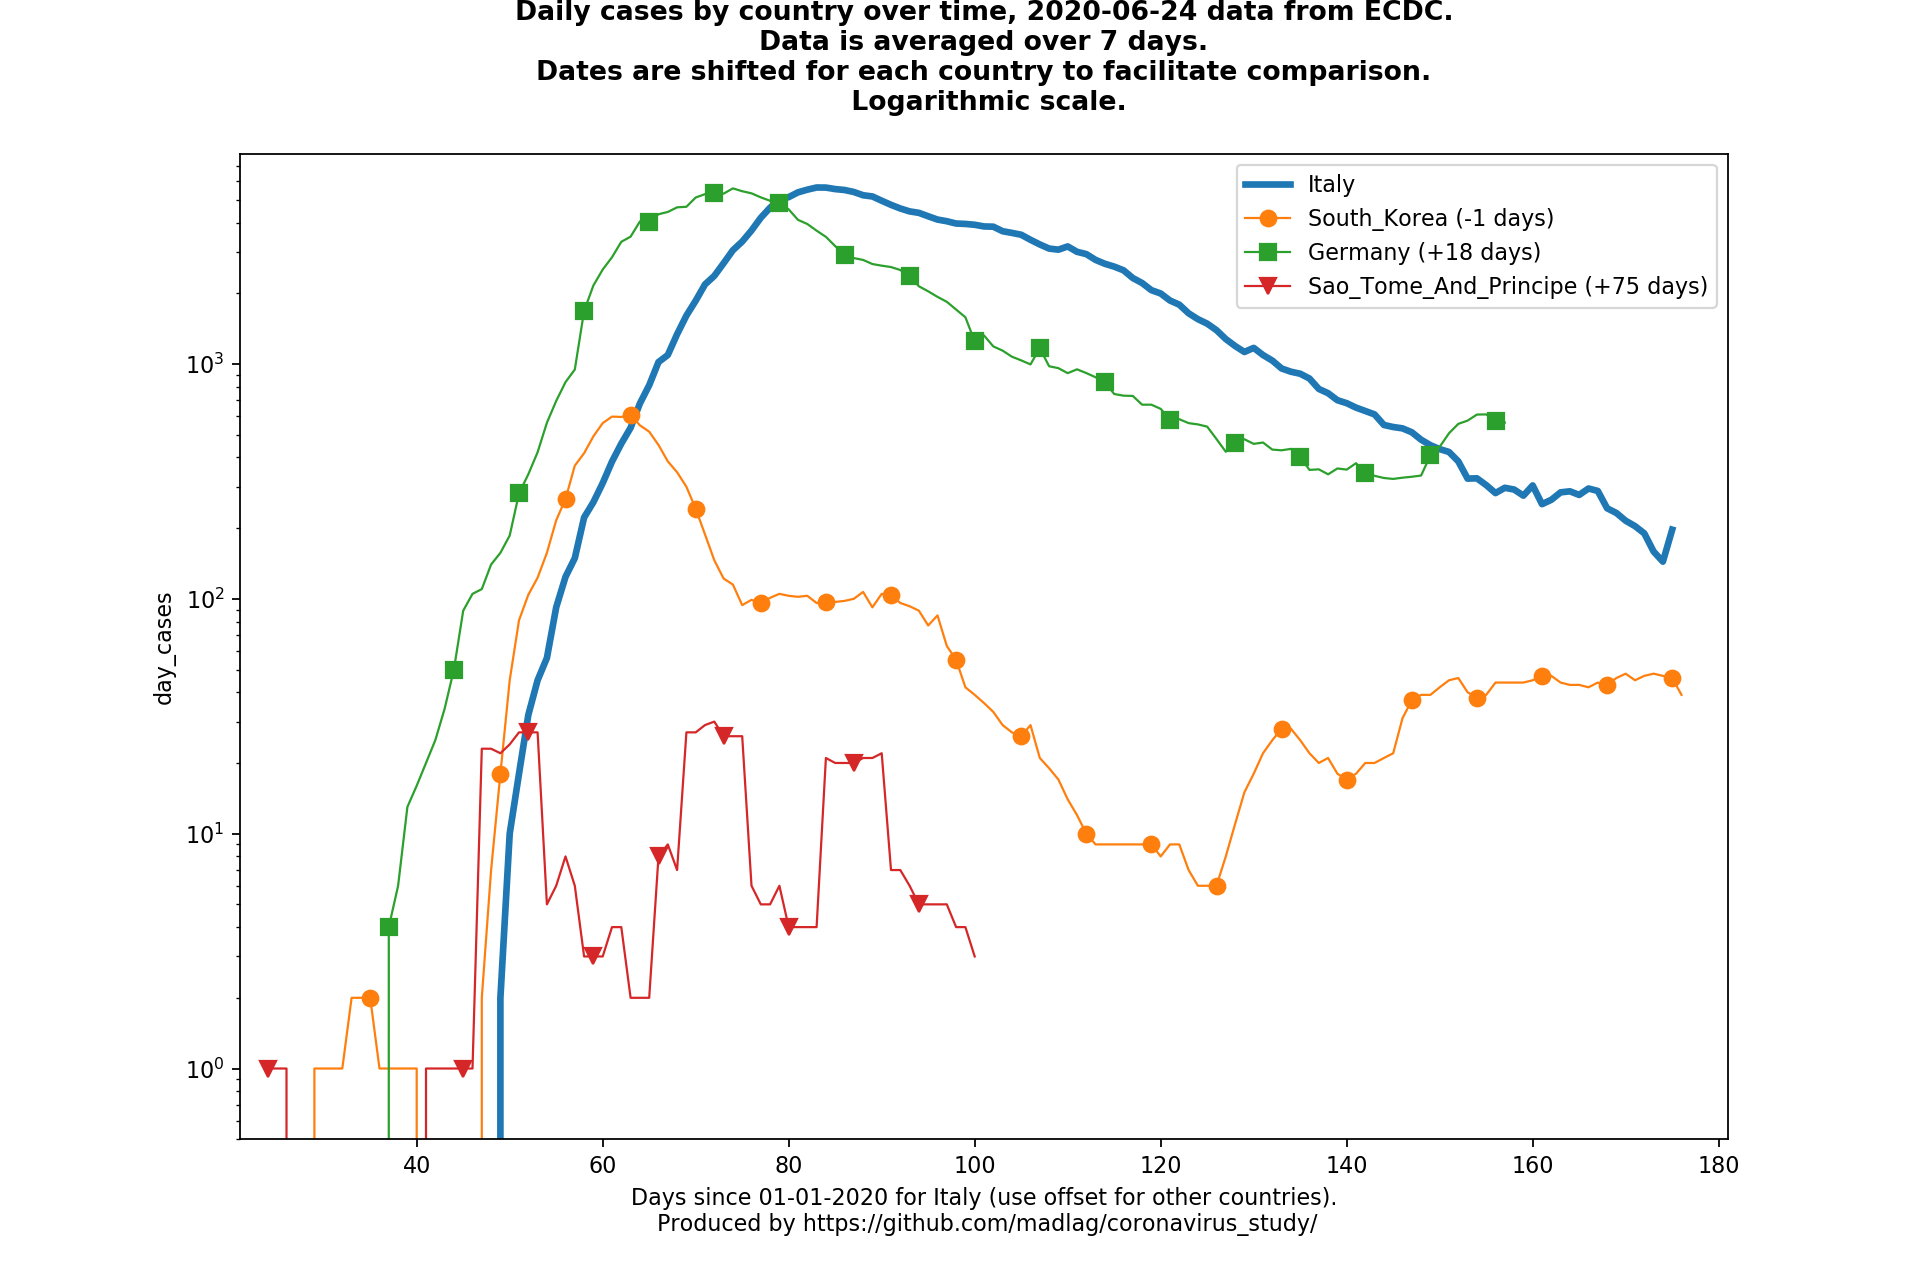 Daily cases by country over time, 2020-06-24 data from ECDC.
Data is averaged over 7 days.
Dates are shifted for each country to facilitate comparison.
Logarithmic scale.
Italy
South_Korea (-1 days)
Germany (+18 days)
Sao_Tome_And_Principe (+75 days)
day_cases
10³
10²
10¹
10⁰
40 60 80 100 120 140 160 180
Days since 01-01-2020 for Italy (use offset for other countries).
Produced by https://github.com/madlag/coronavirus_study/